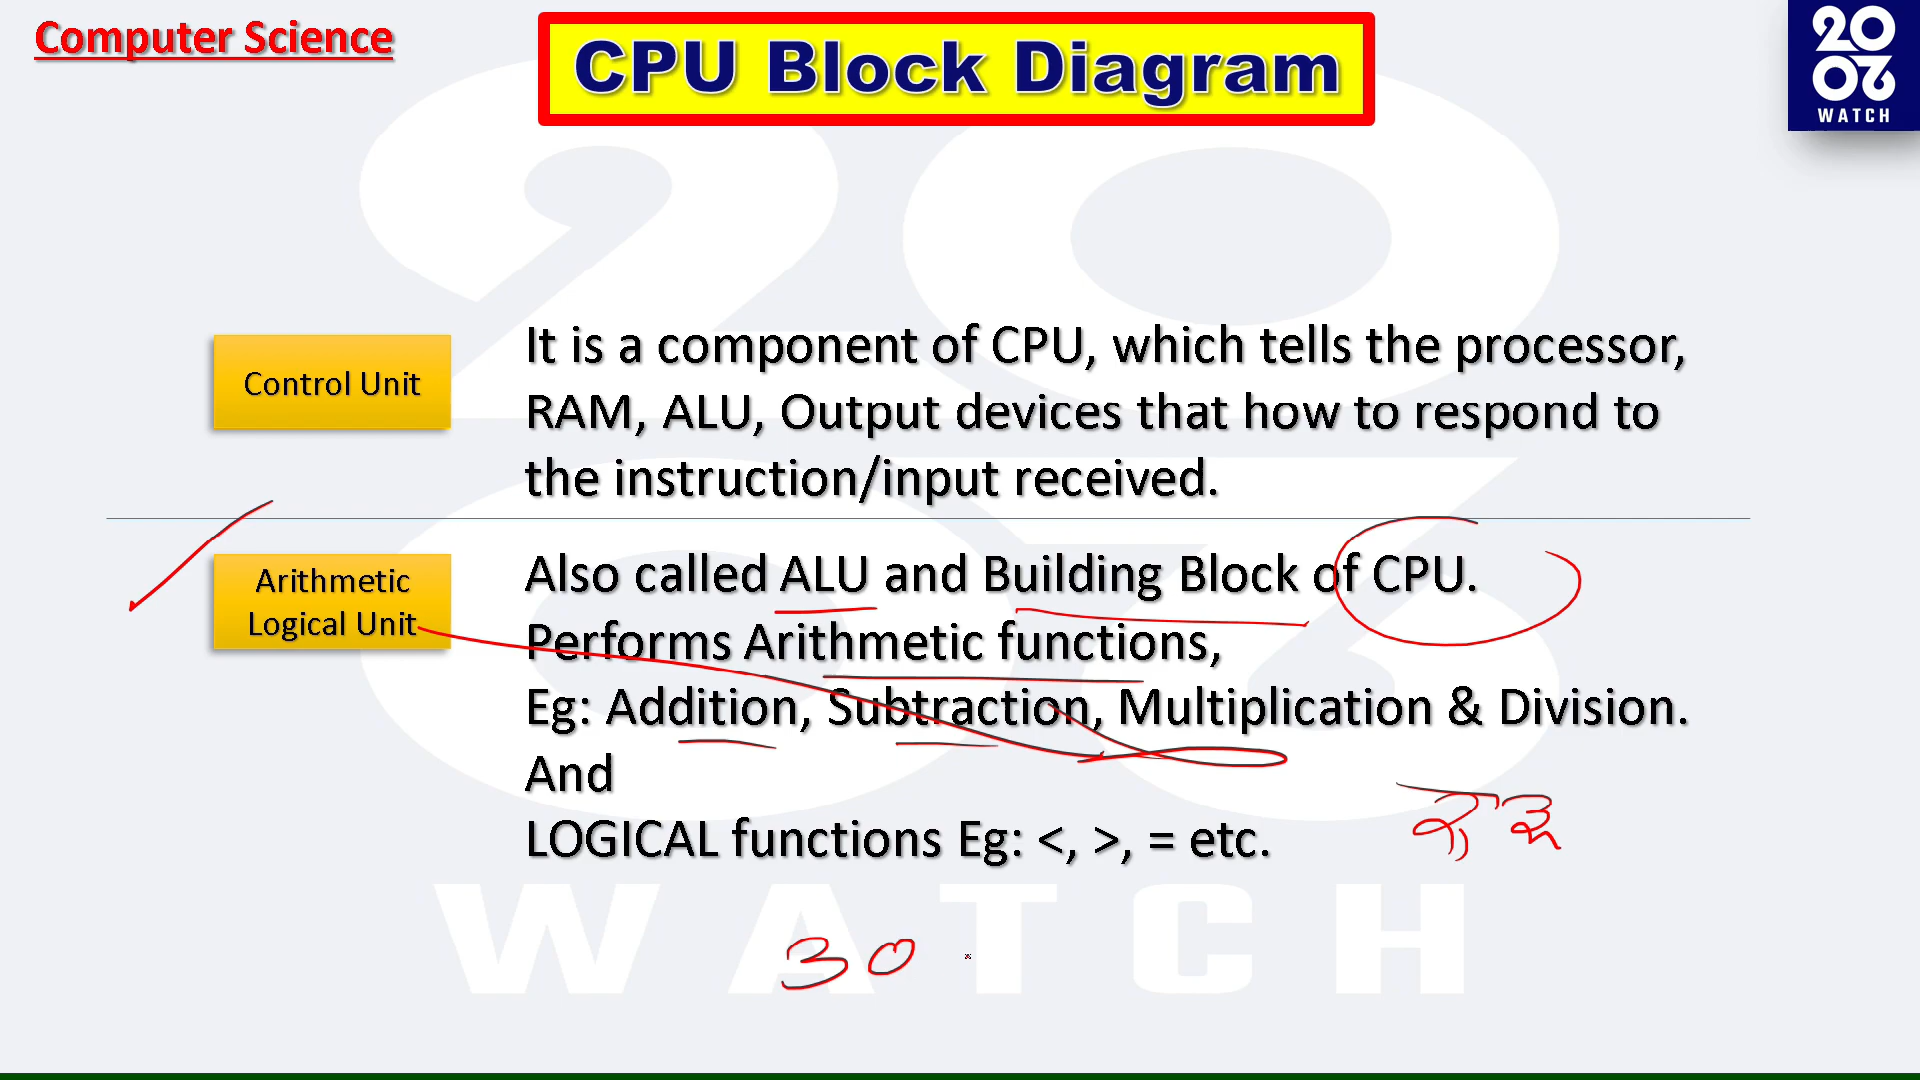 Computer Science
CPU Block Diagram
20
26
WATCH
Control Unit
It is a component of CPU, which tells the processor,
RAM, ALU, Output devices that how to respond to
the instruction/input received.
Arithmetic
Logical Unit
Also called ALU and Building Block of CPU.
Performs Arithmetic functions,
Eg: Addition, Subtraction, Multiplication & Division.
And
LOGICAL functions Eg: <, >, = etc.
30
WATCH